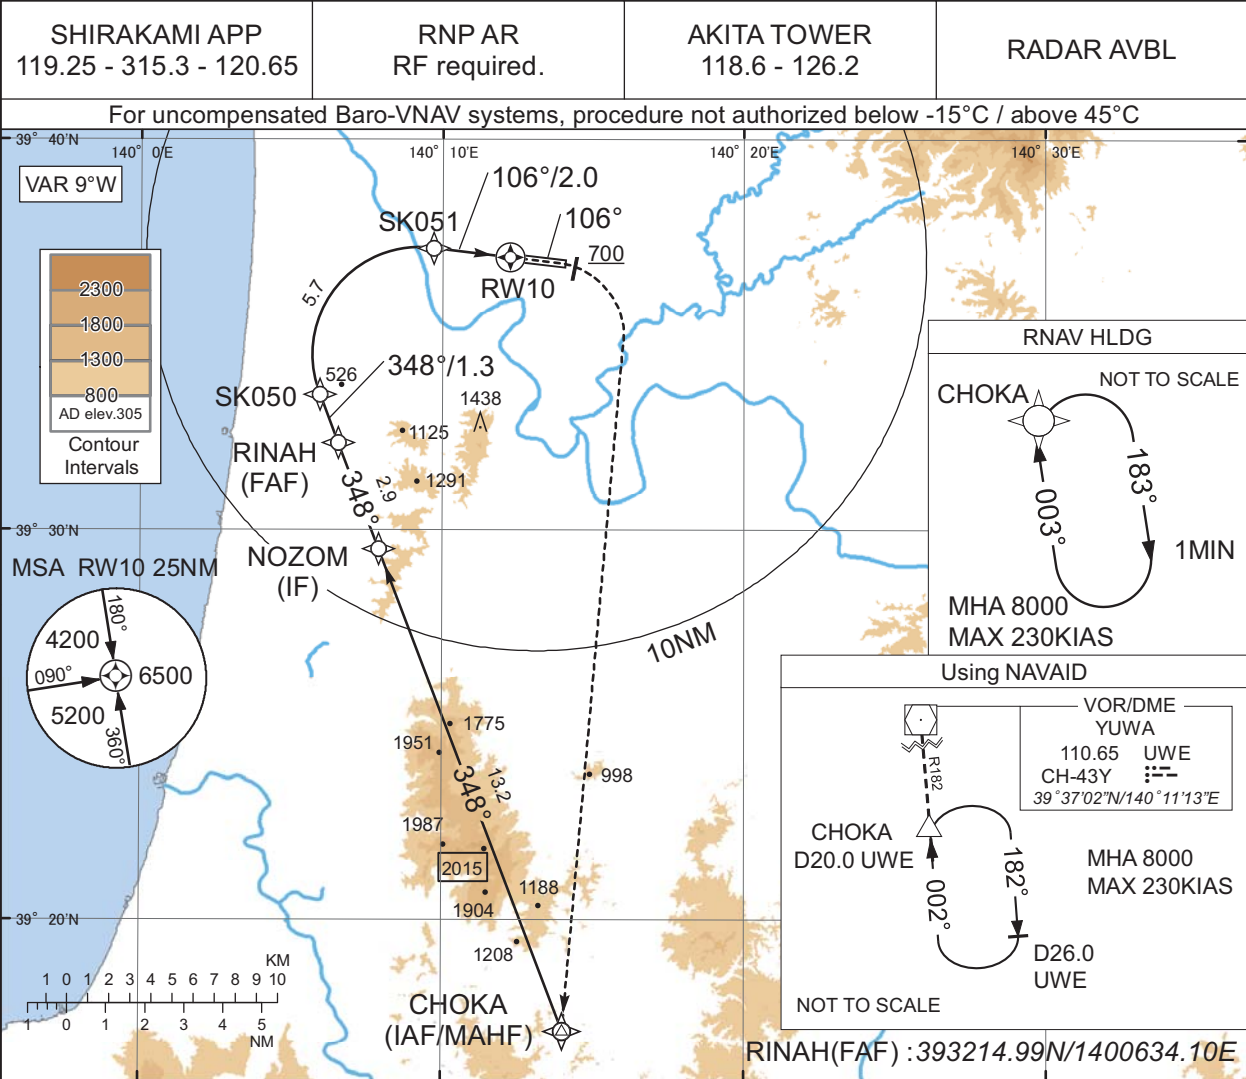 SHIRAKAMI APP
119.25 - 315.3 - 120.65
RNP AR
RF required.
AKITA TOWER
118.6 - 126.2
RADAR AVBL
For uncompensated Baro-VNAV systems, procedure not authorized below -15°C / above 45°C
39° 40'N
140° 0'E
140° 10'E
140° 20'E
140° 30'E
VAR 9°W
106°/2.0
SK051
106°
700
RW10
2300
1800
1300
800
AD elev.305
Contour
Intervals
5.7
526
348°/1.3
SK050
1438
1125
RINAH
(FAF)
1291
348°
2.9
39° 30'N
NOZOM
(IF)
10NM
RNAV HLDG
NOT TO SCALE
CHOKA
183°
003°
1MIN
MHA 8000
MAX 230KIAS
MSA RW10 25NM
180°
4200
090°
6500
5200
360°
1775
1951
13.2
348°
998
1987
2015
1188
1904
1208
39° 20'N
Using NAVAID
VOR/DME
YUWA
110.65 UWE
CH-43Y
39°37'02"N/140°11'13"E
R182
CHOKA
D20.0 UWE
182°
002°
MHA 8000
MAX 230KIAS
D26.0
UWE
NOT TO SCALE
KM
1 0 1 2 3 4 5 6 7 8 9 10
1 0 1 2 3 4 5
NM
CHOKA
(IAF/MAHF)
RINAH(FAF) :393214.99N/1400634.10E